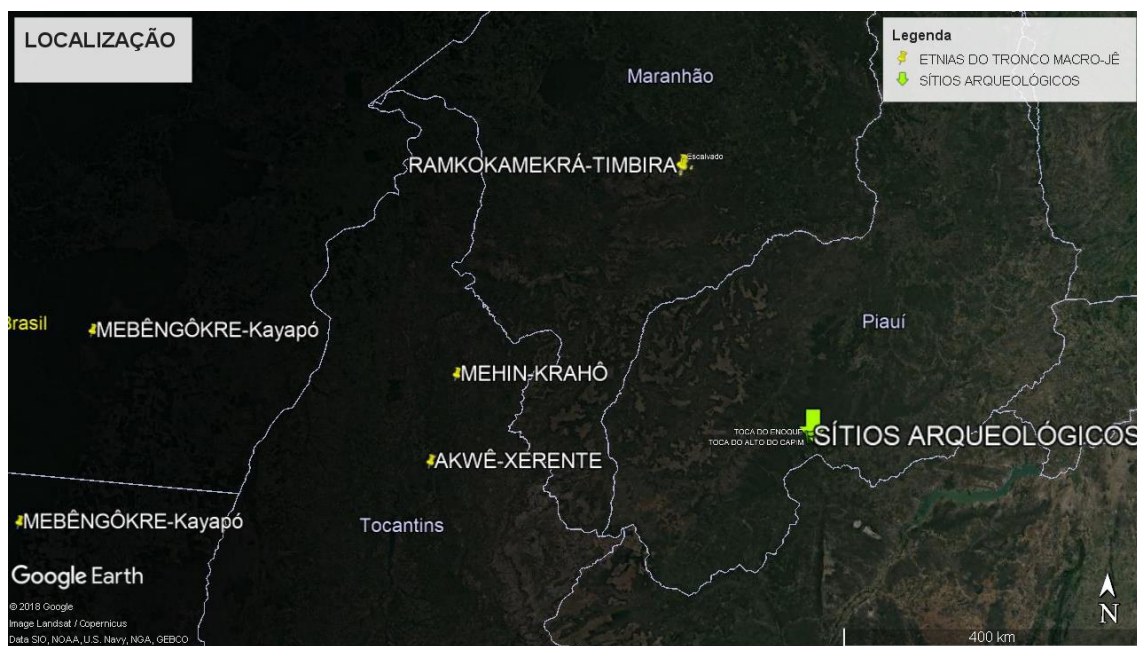 LOCALIZAÇÃO
Legenda
ETNIAS DO TRONCO MACRO-JÊ
SÍTIOS ARQUEOLÓGICOS
Maranhão
RAMKOKAMEKRÁ-TIMBIRA
Escalvado
Brasil
MEBÊNGÔKRE-Kayapó
Piauí
MEHIN-KRAHÔ
TOCA DO ENOQUE
TOCA DO ALTO DO CAPIM
SÍTIOS ARQUEOLÓGICOS
AKWÊ-XERENTE
MEBÊNGÔKRE-Kayapó
Tocantins
Google Earth
© 2018 Google
Image Landsat / Copernicus
Data SIO, NOAA, U.S. Navy, NGA, GEBCO
N
400 km